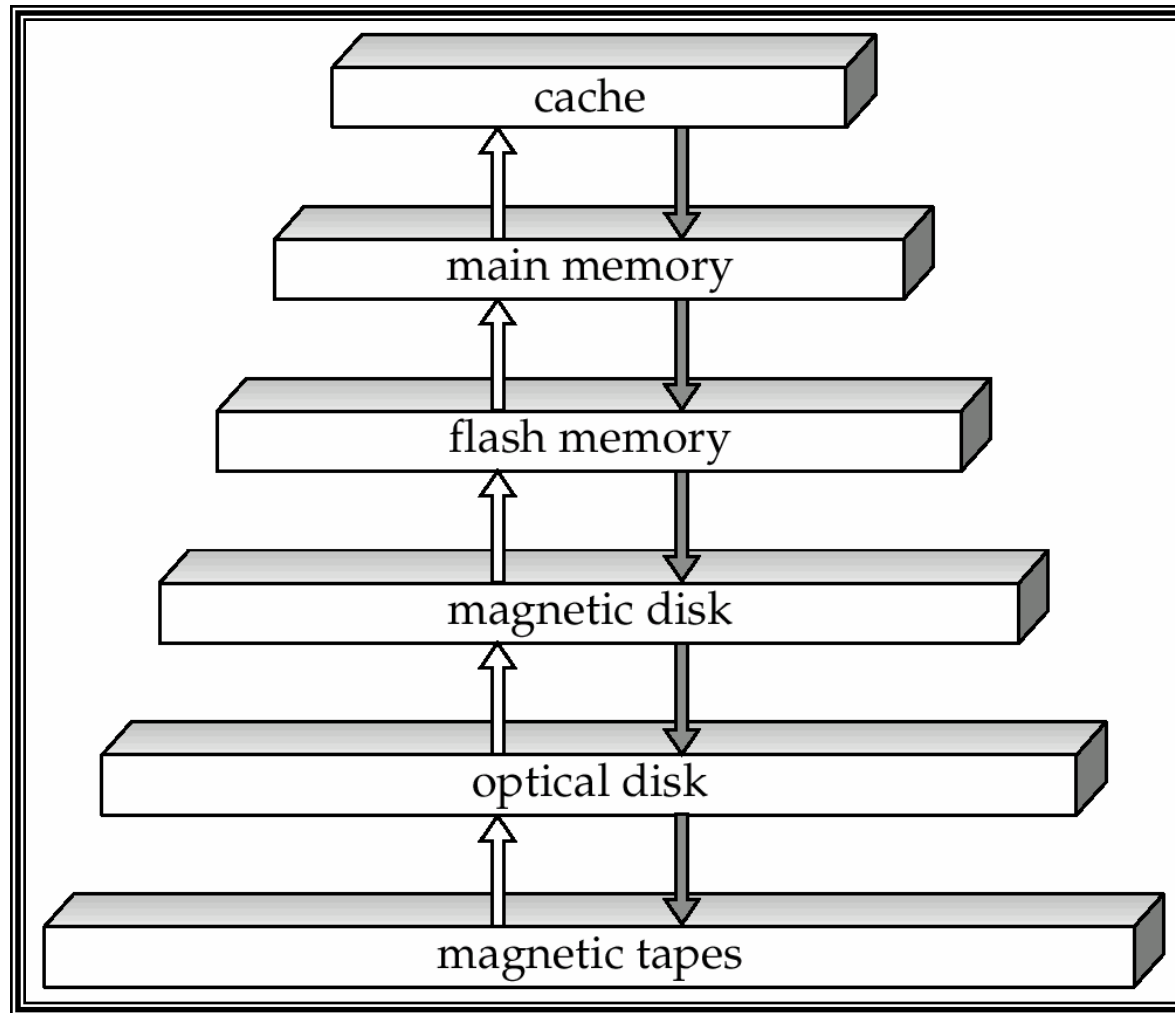 cache
main memory
flash memory
magnetic disk
optical disk
magnetic tapes